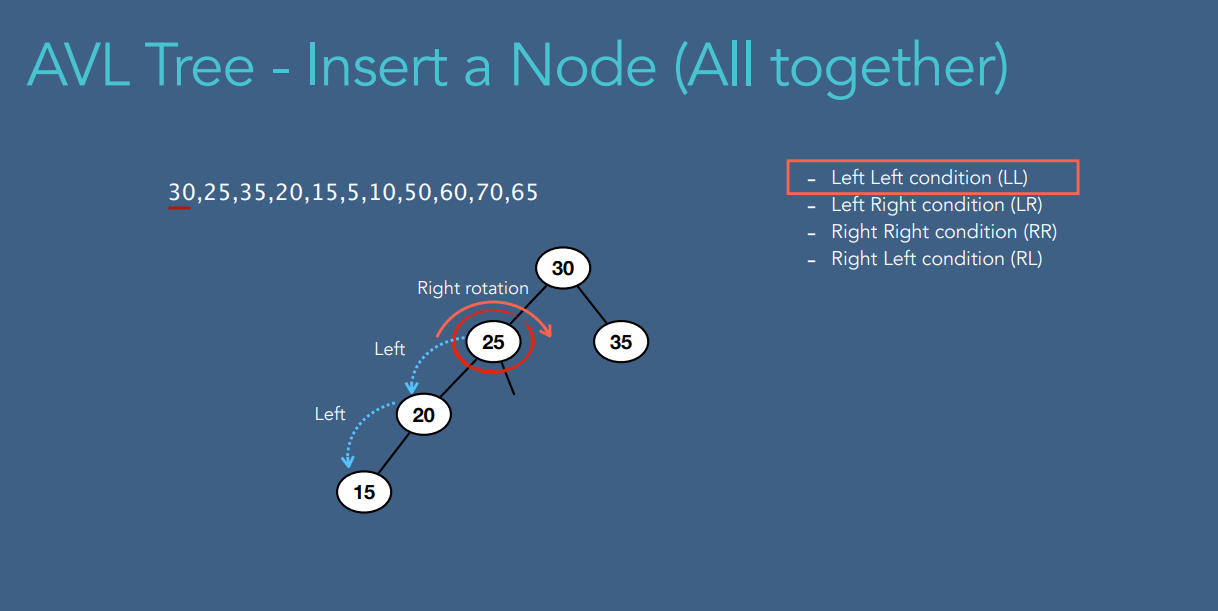 AVL Tree - Insert a Node (All together)
30,25,35,20,15,5,10,50,60,70,65
- Left Left condition (LL)
- Left Right condition (LR)
- Right Right condition (RR)
- Right Left condition (RL)
30
Right rotation
25
35
Left
20
Left
15